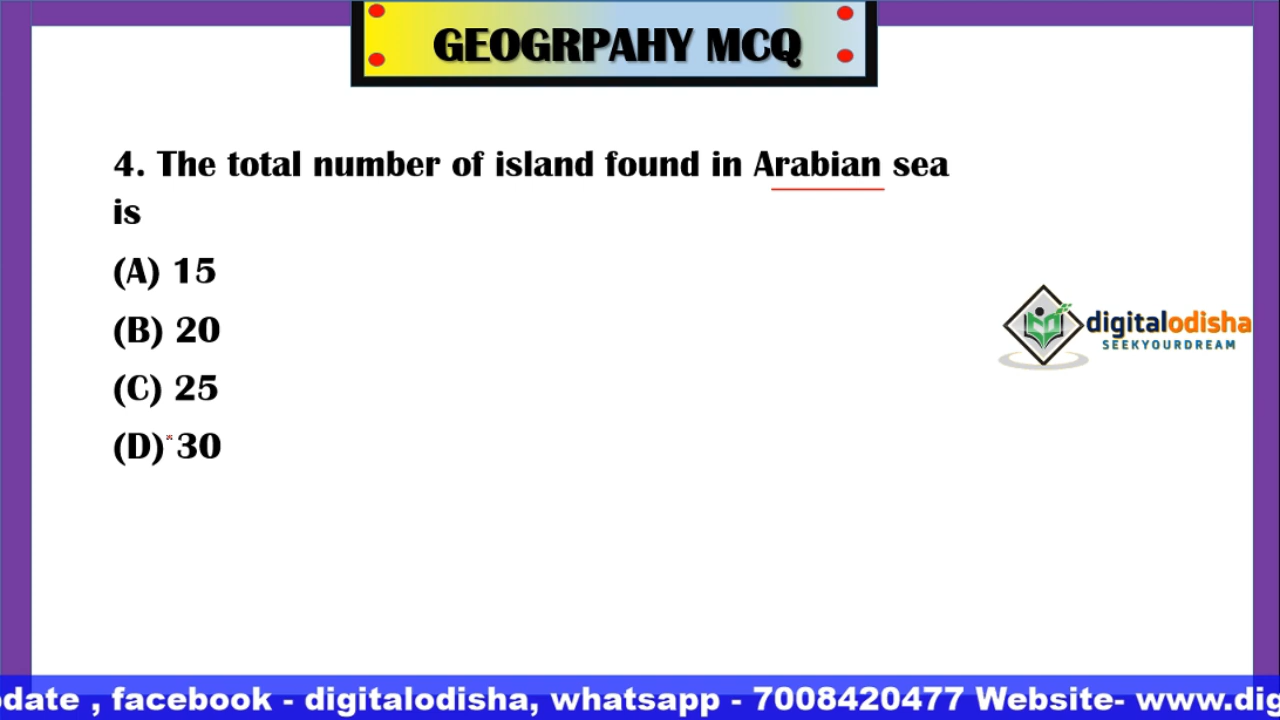 GEOGRPAHY MCQ
4. The total number of island found in Arabian sea
is
(A) 15
(B) 20
(C) 25
(D) 30
digitalodisha
SEEKYOURDREAM
date , facebook - digitalodisha, whatsapp - 7008420477 Website- www.dig